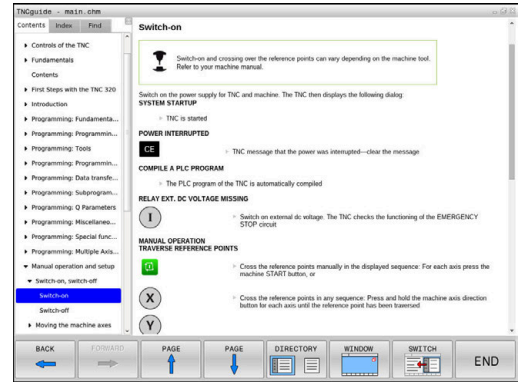 TNCguide - main.chm
Contents Index Find
Controls of the TNC
Fundamentals
Contents
First Steps with the TNC 320
Introduction
Programming: Fundamenta...
Programming: Programmin...
Programming: Tools
Programming: Programmin...
Programming: Data transfe...
Programming: Subprogram...
Programming: Q Parameters
Programming: Miscellaneo...
Programming: Special func...
Programming: Multiple Axis...
Manual operation and setup
Switch-on, switch-off
Switch-on
Switch-off
Moving the machine axes
Switch-on
Switch-on and crossing over the reference points can vary depending on the machine tool.
Refer to your machine manual.
Switch on the power supply for TNC and machine. The TNC then displays the following dialog:
SYSTEM STARTUP
TNC is started
POWER INTERRUPTED
CE
TNC message that the power was interrupted—clear the message
COMPILE A PLC PROGRAM
The PLC program of the TNC is automatically compiled
RELAY EXT. DC VOLTAGE MISSING
I
Switch on external dc voltage. The TNC checks the functioning of the EMERGENCY
STOP circuit
MANUAL OPERATION
TRAVERSE REFERENCE POINTS
Cross the reference points manually in the displayed sequence: For each axis press the
machine START button, or
X
Cross the reference points in any sequence: Press and hold the machine axis direction
button for each axis until the reference point has been traversed
Y
BACK
FORWARD
PAGE
PAGE
DIRECTORY
WINDOW
SWITCH
END